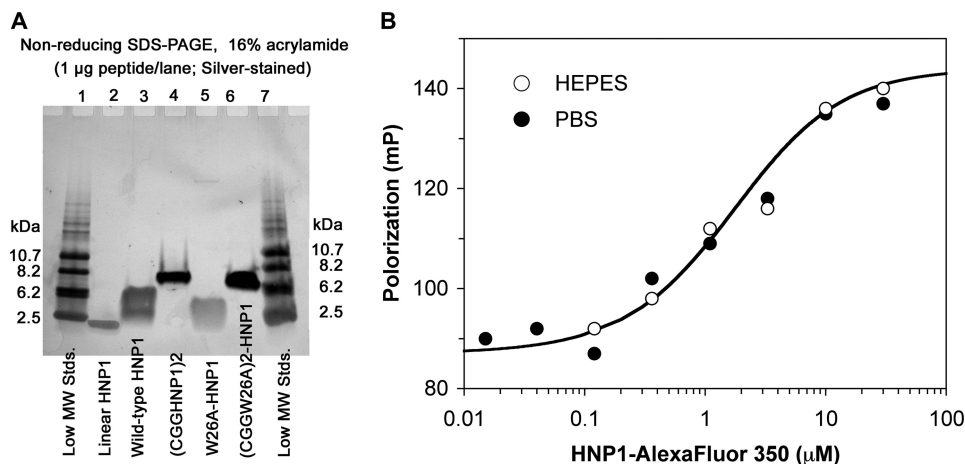 A
Non-reducing SDS-PAGE, 16% acrylamide
(1 µg peptide/lane; Silver-stained)
1 2 3 4 5 6 7
kDa
10.7
8.2
6.2
2.5
kDa
10.7
8.2
6.2
2.5
Low MW Stds.
Linear HNP1
Wild-type HNP1
(CGGHNP1)2
W26A-HNP1
(CGGW26A)2-HNP1
Low MW Stds.
B
Polorization (mP)
140
120
100
80
HEPES
PBS
0.01 0.1 1 10 100
HNP1-AlexaFluor 350 (µM)